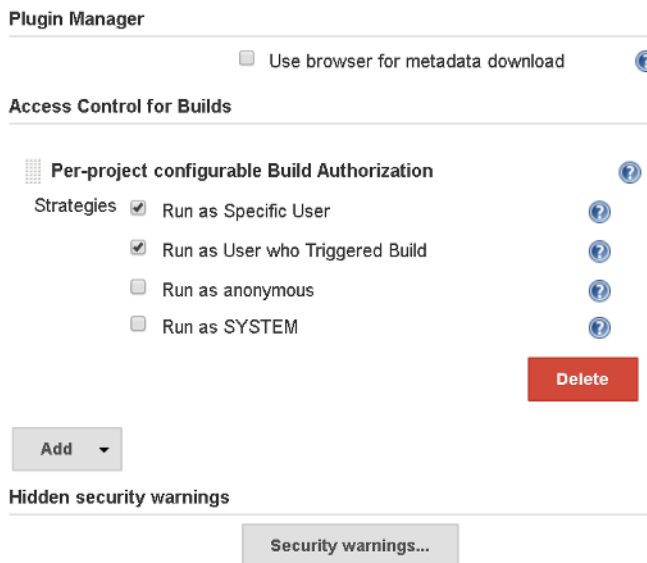 Plugin Manager
Use browser for metadata download
Access Control for Builds
Per-project configurable Build Authorization
Strategies Run as Specific User
Run as User who Triggered Build
Run as anonymous
Run as SYSTEM
Delete
Add
Hidden security warnings
Security warnings...